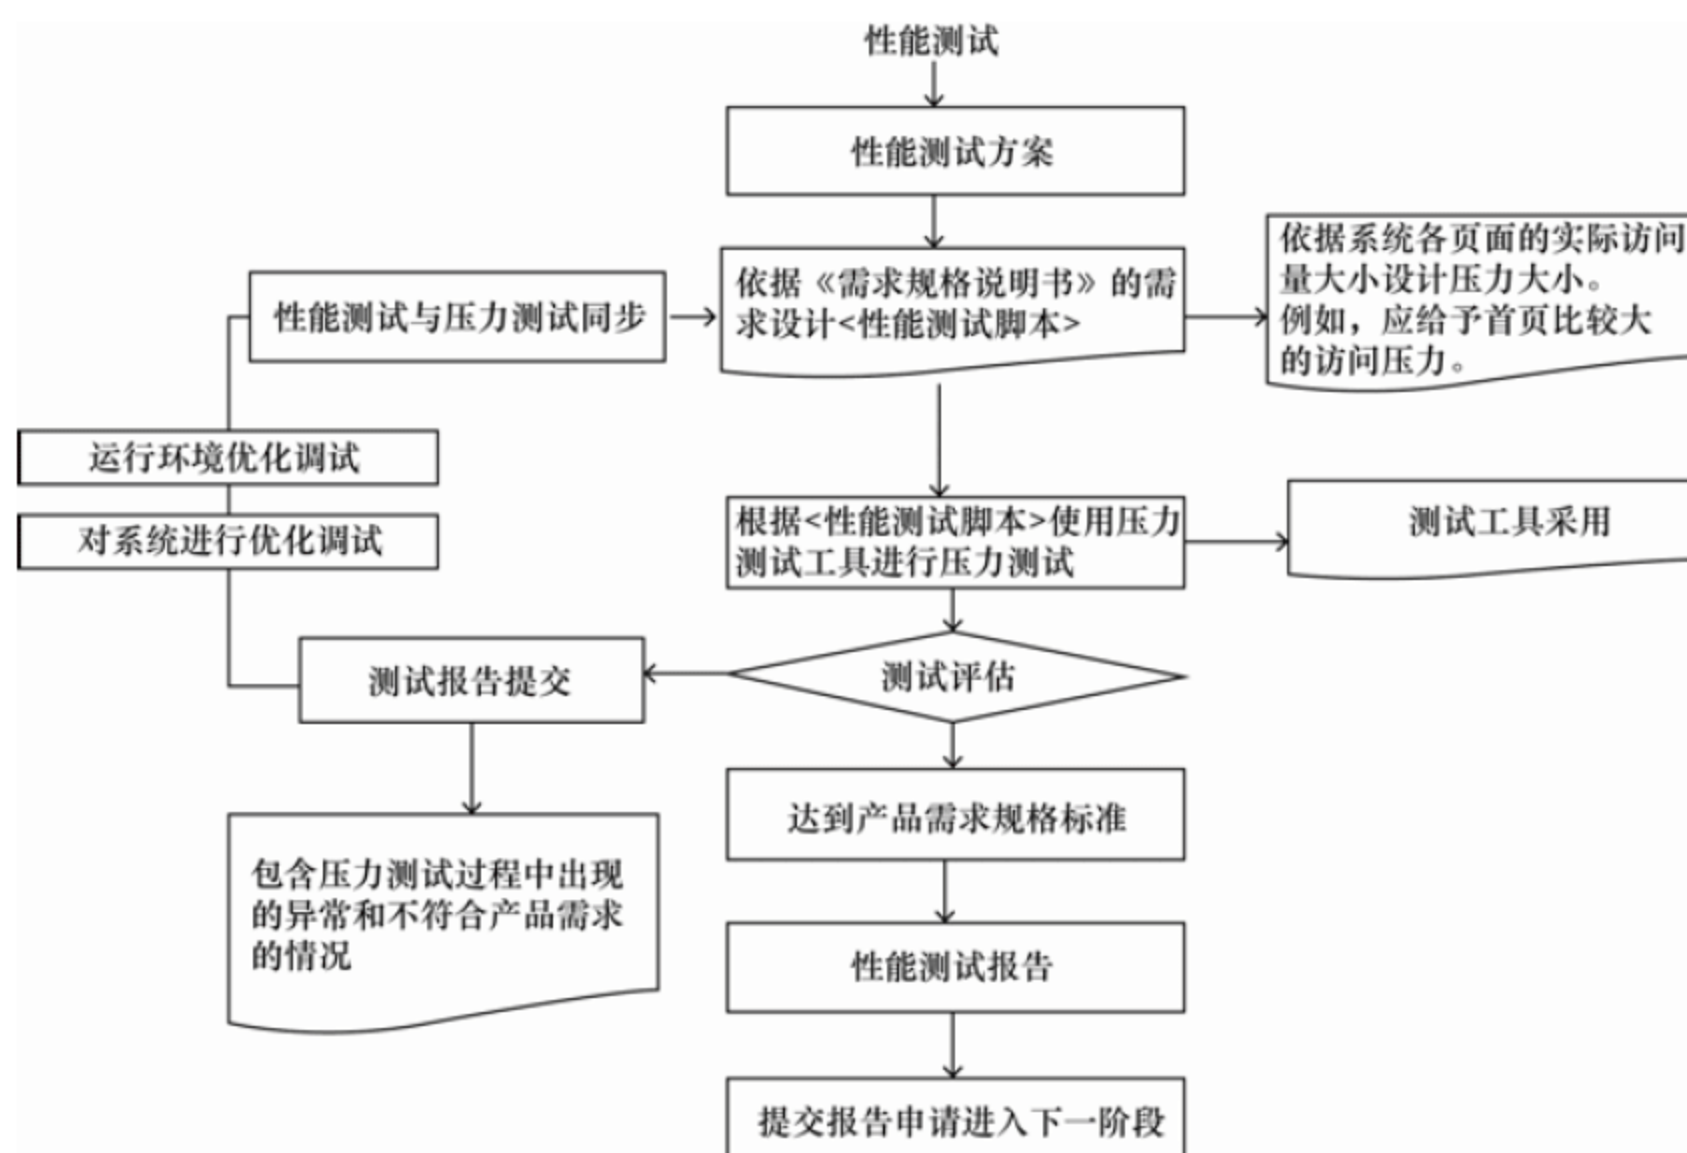 性能测试
性能测试方案
依据《需求规格说明书》的需
求设计<性能测试脚本>
依据系统各页面的实际访问
量大小设计压力大小。
例如，应给予首页比较大
的访问压力。
性能测试与压力测试同步
运行环境优化调试
对系统进行优化调试
根据<性能测试脚本>使用压力
测试工具进行压力测试
测试工具采用
测试评估
测试报告提交
达到产品需求规格标准
包含压力测试过程中出现
的异常和不符合产品需求
的情况
性能测试报告
提交报告申请进入下一阶段